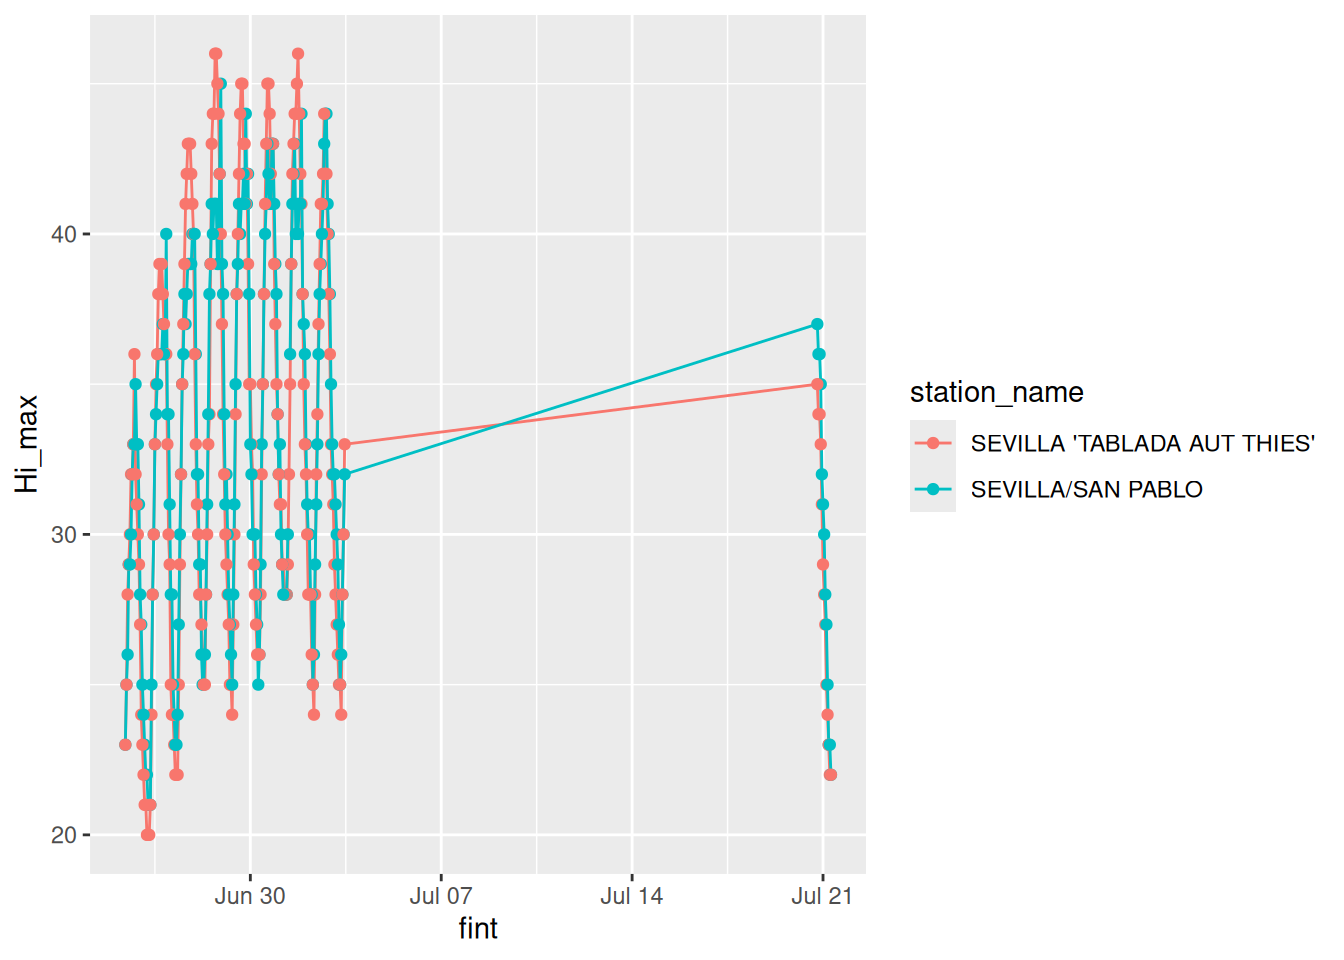 Hi_max
40
30
20
Jun 30
Jul 07
Jul 14
Jul 21
fint
station_name
SEVILLA 'TABLADA AUT THIES'
SEVILLA/SAN PABLO